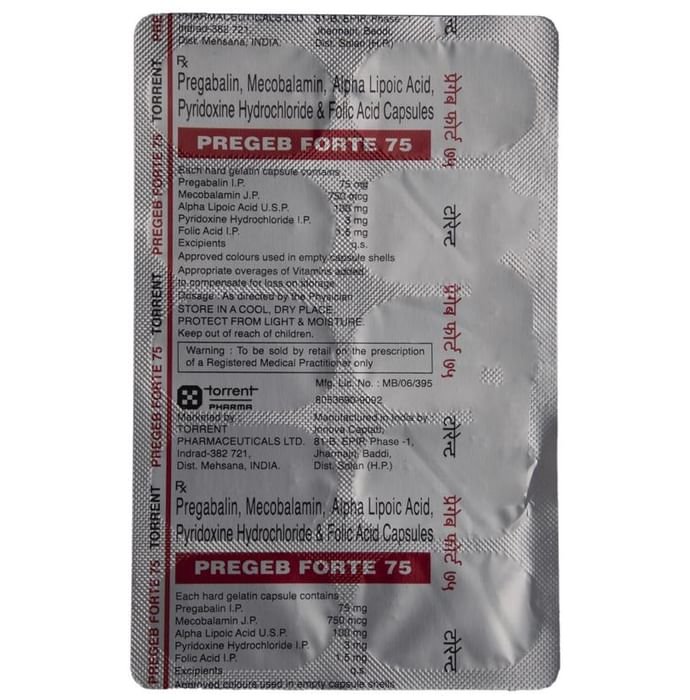 PHARMACEUTICALS LTD. 81-B, EPIP, Phase -1,
Indrad-382 721, Jharmajri, Baddi,
Dist. Mehsana, INDIA. Dist. Solan (H.P.)
Rx
Pregabalin, Mecobalamin, Alpha Lipoic Acid,
Pyridoxine Hydrochloride & Folic Acid Capsules
PREGEB FORTE 75
Each hard gelatin capsule contains
Pregabalin I.P. 75 mg
Mecobalamin J.P. 750 mcg
Alpha Lipoic Acid U.S.P. 100 mg
Pyridoxine Hydrochloride I.P. 3 mg
Folic Acid I.P. 1.5 mg
Excipients q.s.
Approved colours used in empty capsule shells
Appropriate overages of Vitamins added
to compensate for loss on storage
Dosage : As directed by the Physician
STORE IN A COOL, DRY PLACE.
PROTECT FROM LIGHT & MOISTURE.
Keep out of reach of children.
Warning : To be sold by retail on the prescription
of a Registered Medical Practitioner only
torrent
PHARMA
Mfg. Lic. No. : MB/06/395
8053690-9092
Marketed by :
TORRENT
PHARMACEUTICALS LTD.
Indrad-382 721,
Dist. Mehsana, INDIA.
Manufactured in India by :
Innova Captab,
81-B, EPIP, Phase -1,
Jharmajri, Baddi,
Dist. Solan (H.P.)
Rx
Pregabalin, Mecobalamin, Alpha Lipoic Acid,
Pyridoxine Hydrochloride & Folic Acid Capsules
PREGEB FORTE 75
Each hard gelatin capsule contains
Pregabalin I.P. 75 mg
Mecobalamin J.P. 750 mcg
Alpha Lipoic Acid U.S.P. 100 mg
Pyridoxine Hydrochloride I.P. 3 mg
Folic Acid I.P. 1.5 mg
Excipients q.s.
Approved colours used in empty capsule shells
PREGEB FORTE 75 TORRENT PREGEB FORTE 75 TORRENT PREGEB FORTE 75 TORRENT PRE
प्रेगेब फोर्ट ७५
टोरेन्ट
प्रेगेब फोर्ट ७५
टोरेन्ट
प्रेगेब फोर्ट ७५
टोरेन्ट